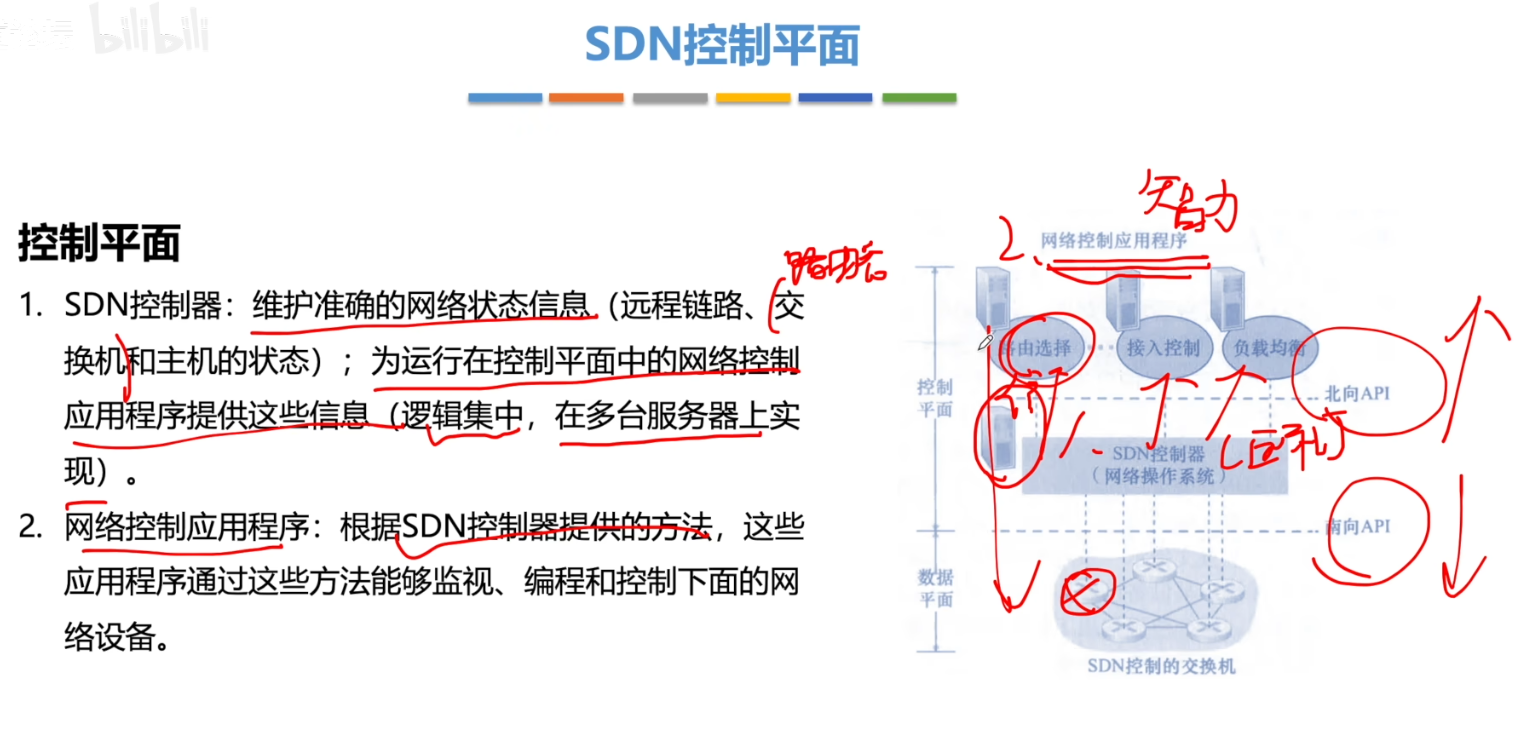 bilibili
SDN控制平面
控制平面
1. SDN控制器：维护准确的网络状态信息（远程链路、交
换机和主机的状态）；为运行在控制平面中的网络控制
应用程序提供这些信息（逻辑集中，在多台服务器上实
现）。
2. 网络控制应用程序：根据SDN控制器提供的方法，这些
应用程序通过这些方法能够监视、编程和控制下面的网
络设备。
路由器
智力
2、
网络控制应用程序
路由选择
···
接入控制
负载均衡
控制
平面
北向API
1、
SDN控制器
（网络操作系统）
南向API
数据
平面
SDN控制的交换机